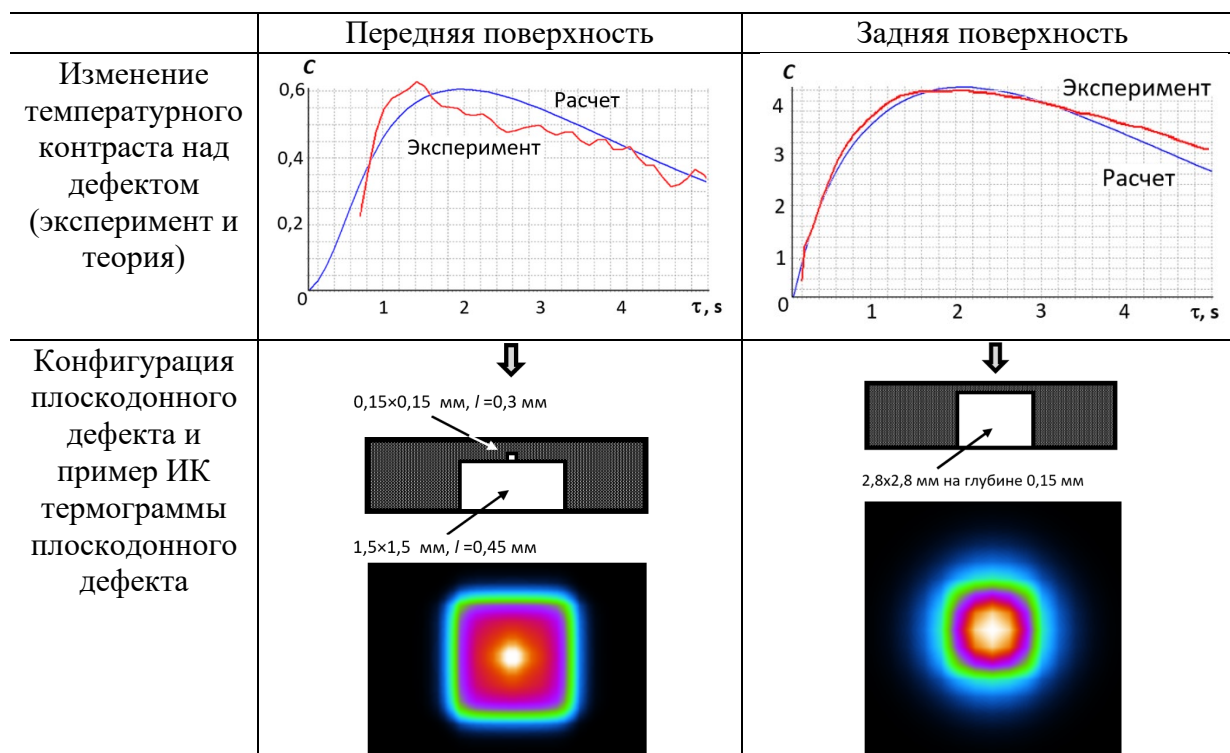 Передняя поверхность
Задняя поверхность
Изменение
температурного
контраста над
дефектом
(эксперимент и
теория)
C
0,6
0,4
0,2
0
1
2
3
4
τ, s
Расчет
Эксперимент
C
4
3
2
1
0
1
2
3
4
τ, s
Эксперимент
Расчет
Конфигурация
плоскодонного
дефекта и
пример ИК
термограммы
плоскодонного
дефекта
0,15×0,15 мм, l =0,3 мм
1,5×1,5 мм, l =0,45 мм
2,8x2,8 мм на глубине 0,15 мм